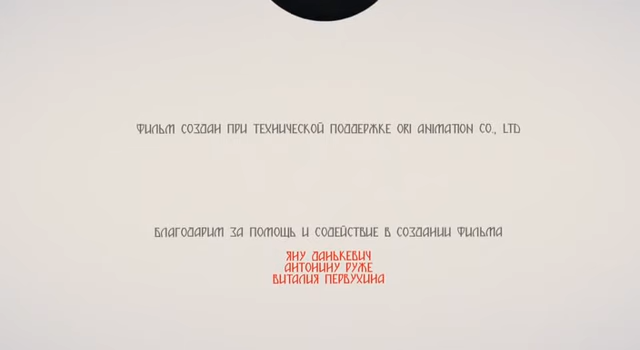 ФИЛЬМ СОЗДАН ПРИ ТЕХНИЧЕСКОЙ ПОДДЕРЖКЕ ORI ANIMATION CO., LTD
БЛАГОДАРИМ ЗА ПОМОЩЬ И СОДЕЙСТВИЕ В СОЗДАНИИ ФИЛЬМА
ЯНУ ДАНЬКЕВИЧ
АНТОНИНУ РУЖЕ
ВИТАЛИЯ ПЕРВУХИНА